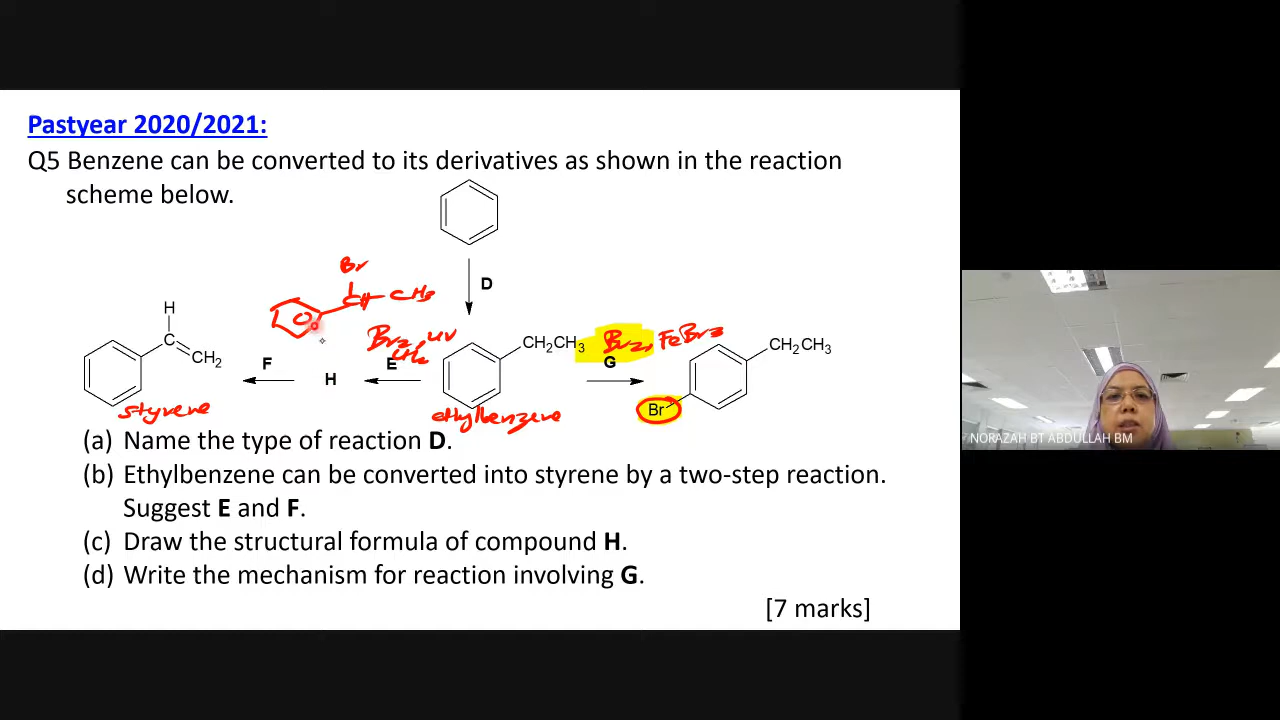 Pastyear 2020/2021:
Q5 Benzene can be converted to its derivatives as shown in the reaction
scheme below.
D
Br
CH3
H
C
CH2
F
H
Br2, uv
E
CH2CH3
Br2, FeBr3
G
CH2CH3
Br
styrene
ethylbenzene
(a) Name the type of reaction D.
(b) Ethylbenzene can be converted into styrene by a two-step reaction.
Suggest E and F.
(c) Draw the structural formula of compound H.
(d) Write the mechanism for reaction involving G.
[7 marks]
NORAZAH BT ABDULLAH BM